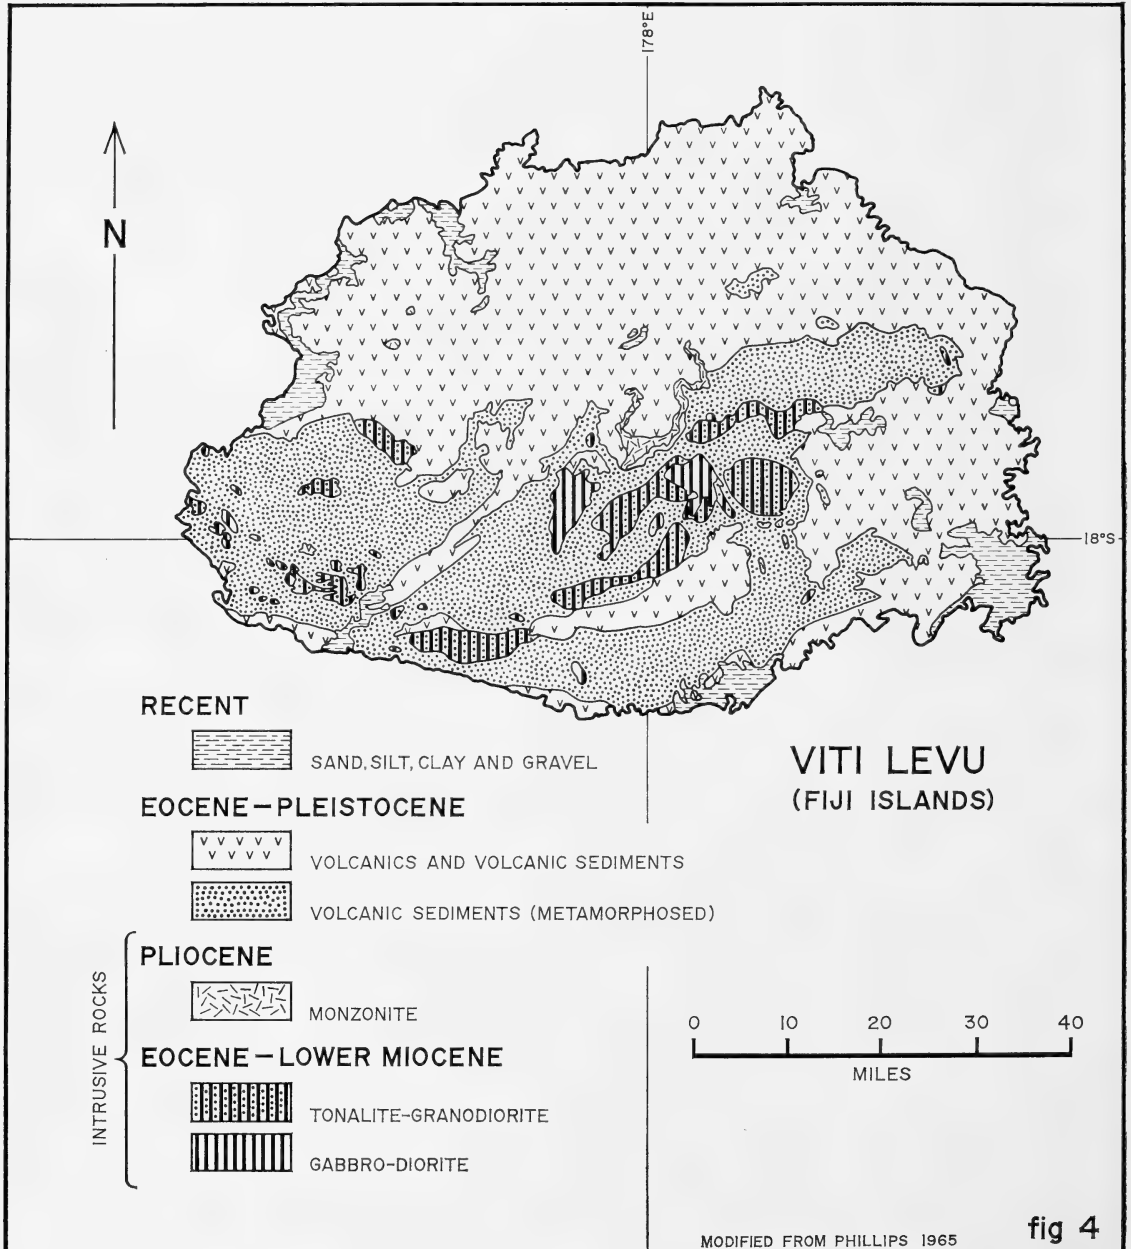 178°E
N
18°S
RECENT
SAND, SILT, CLAY AND GRAVEL
VITI LEVU
(FIJI ISLANDS)
EOCENE–PLEISTOCENE
VOLCANICS AND VOLCANIC SEDIMENTS
VOLCANIC SEDIMENTS (METAMORPHOSED)
INTRUSIVE ROCKS
PLIOCENE
MONZONITE
EOCENE–LOWER MIOCENE
TONALITE-GRANODIORITE
GABBRO-DIORITE
0 10 20 30 40
MILES
MODIFIED FROM PHILLIPS 1965
fig 4